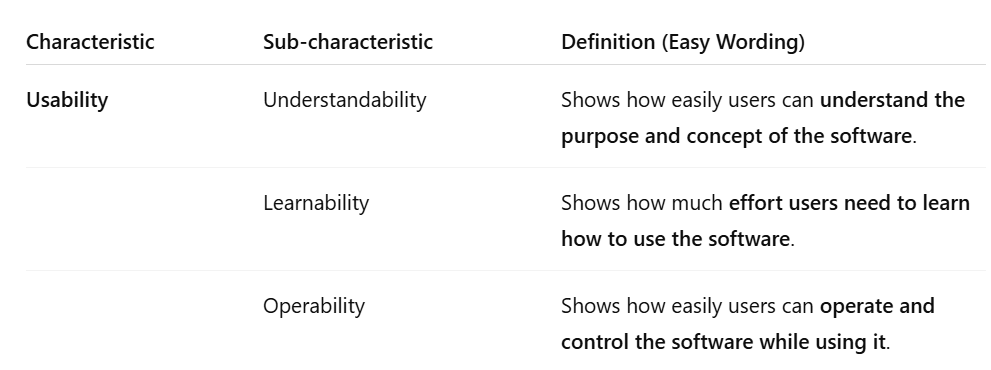 Characteristic Sub-characteristic Definition (Easy Wording)
Usability Understandability Shows how easily users can understand the
purpose and concept of the software.
Learnability Shows how much effort users need to learn
how to use the software.
Operability Shows how easily users can operate and
control the software while using it.